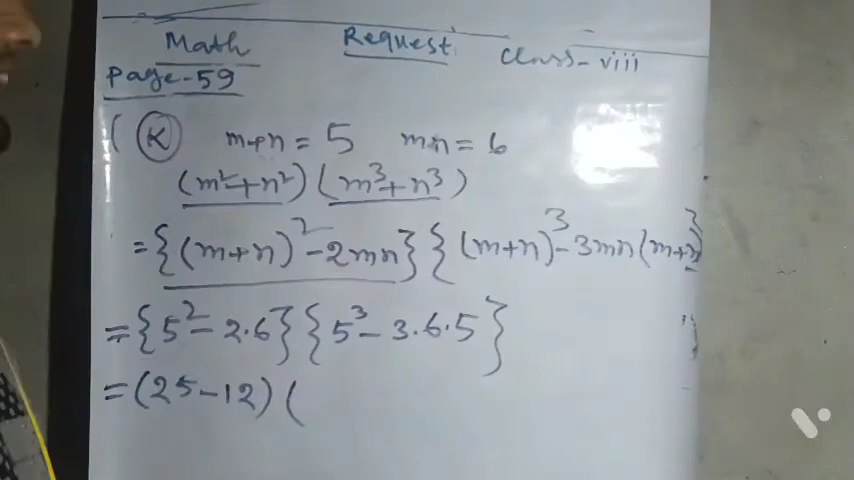 Math Request Class-viii
Page-59
(K) m+n = 5 mn = 6
(m²+n²) (m³+n³)
= {(m+n)² - 2mn} {(m+n)³ - 3mn(m+n)}
= {5² - 2.6} {5³ - 3.6.5}
= (25-12) (